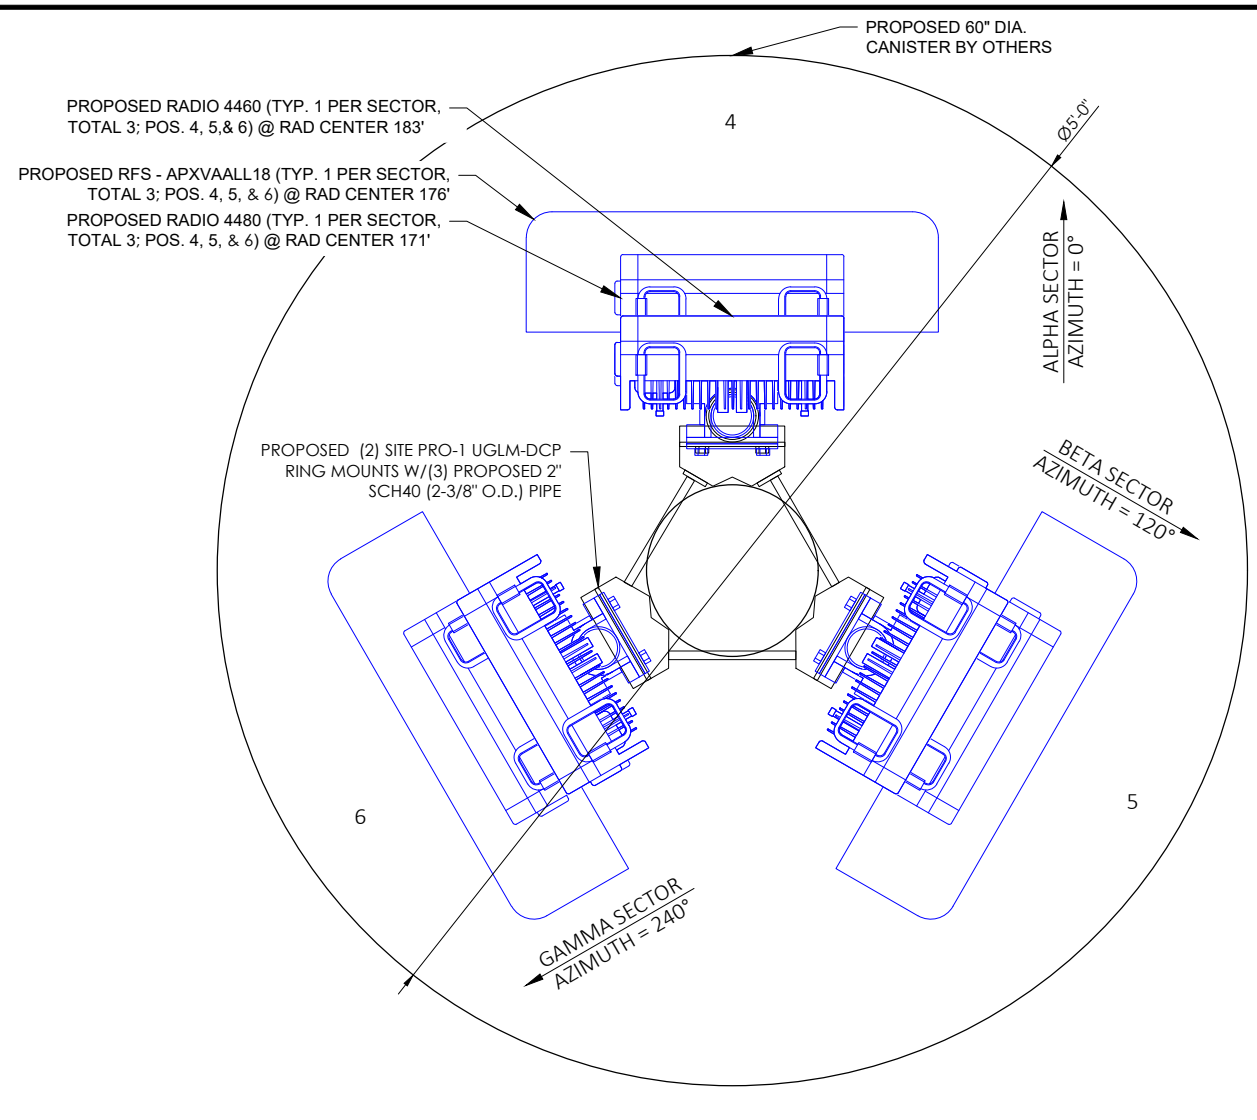 PROPOSED 60" DIA.
CANISTER BY OTHERS
PROPOSED RADIO 4460 (TYP. 1 PER SECTOR,
TOTAL 3; POS. 4, 5,& 6) @ RAD CENTER 183'
4
Ø5'-0"
PROPOSED RFS - APXVAALL18 (TYP. 1 PER SECTOR,
TOTAL 3; POS. 4, 5, & 6) @ RAD CENTER 176'
PROPOSED RADIO 4480 (TYP. 1 PER SECTOR,
TOTAL 3; POS. 4, 5, & 6) @ RAD CENTER 171'
ALPHA SECTOR
AZIMUTH = 0°
PROPOSED (2) SITE PRO-1 UGLM-DCP
RING MOUNTS W/(3) PROPOSED 2"
SCH40 (2-3/8" O.D.) PIPE
BETA SECTOR
AZIMUTH = 120°
6
5
GAMMA SECTOR
AZIMUTH = 240°